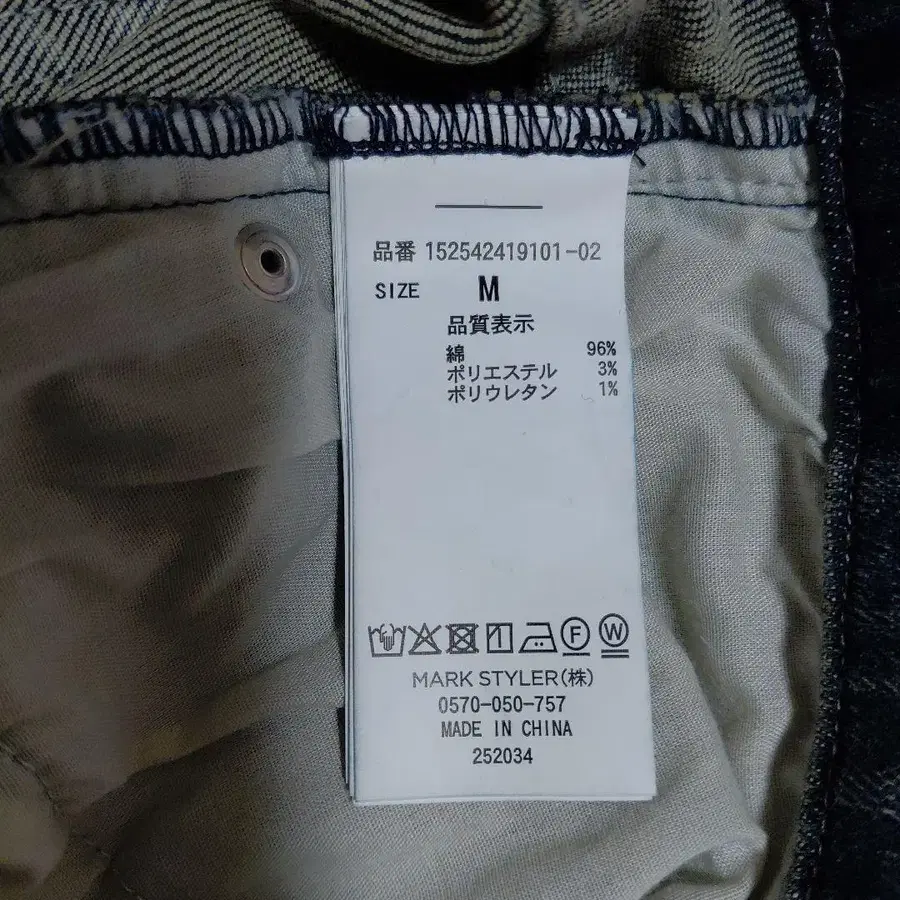 品番 152542419101-02
SIZE M
品質表示
綿 96%
ポリエステル 3%
ポリウレタン 1%
F W
MARK STYLER(株)
0570-050-757
MADE IN CHINA
252034